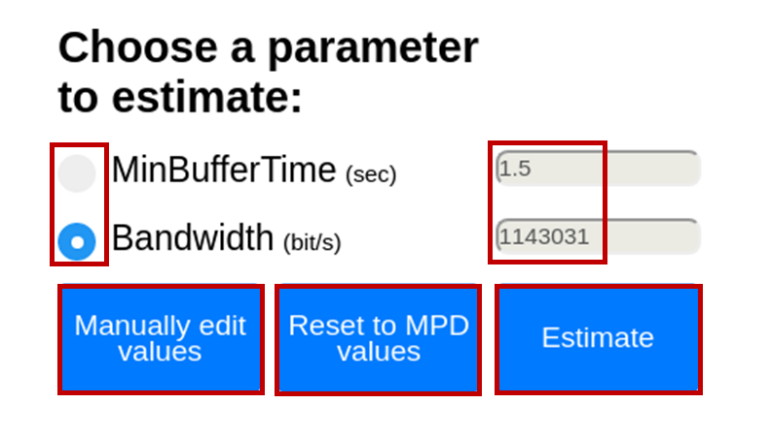 Choose a parameter
to estimate:
MinBufferTime (sec) 1.5
Bandwidth (bit/s) 1143031
Manually edit
values
Reset to MPD
values
Estimate